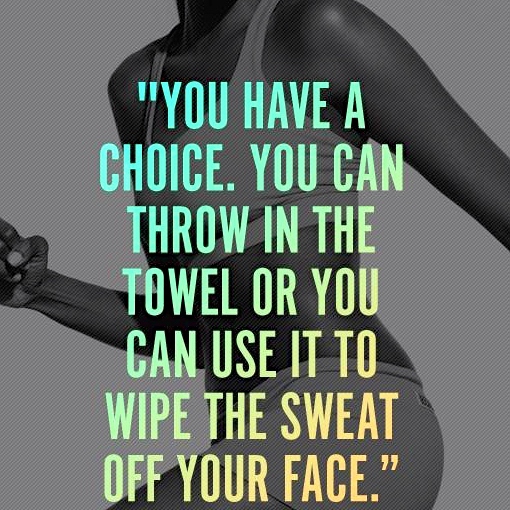 "YOU HAVE A
CHOICE. YOU CAN
THROW IN THE
TOWEL OR YOU
CAN USE IT TO
WIPE THE SWEAT
OFF YOUR FACE.”